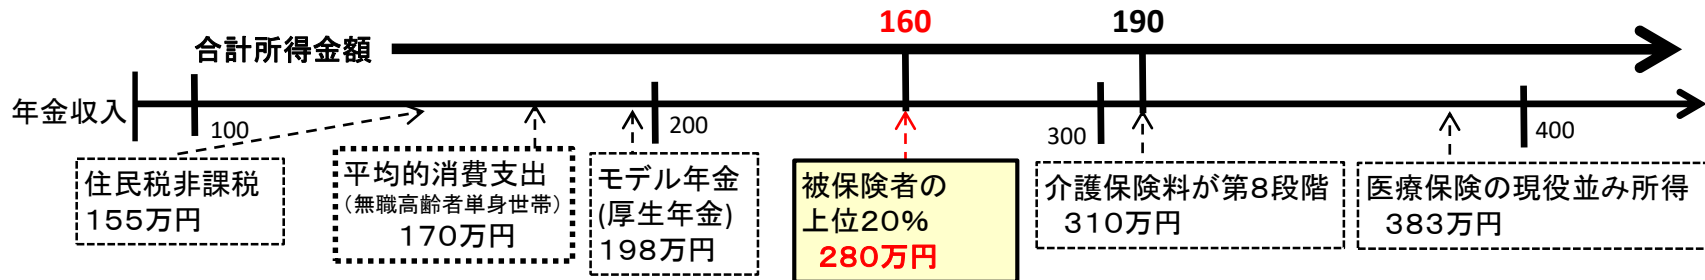 160
190
合計所得金額
年金収入
100
200
300
400
住民税非課税
155万円
平均的消費支出
(無職高齢者単身世帯)
170万円
モデル年金
(厚生年金)
198万円
被保険者の
上位20%
280万円
介護保険料が第8段階
310万円
医療保険の現役並み所得
383万円